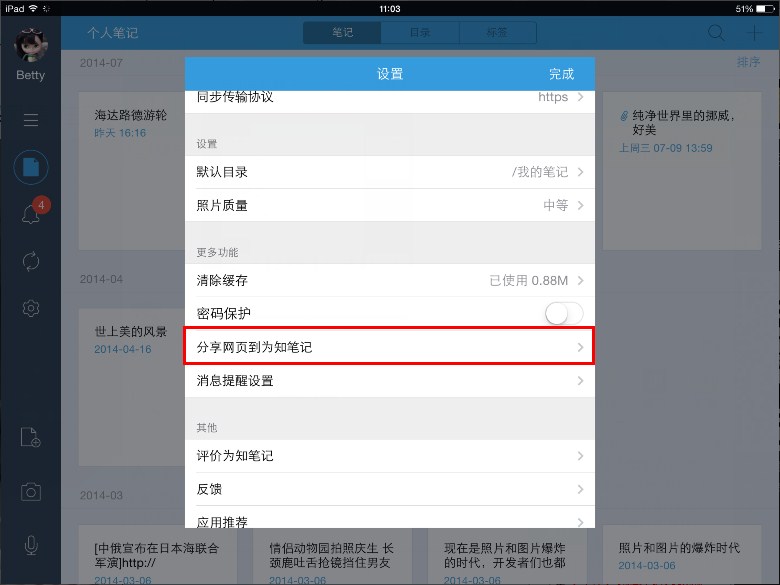 iPad
11:03
51%
个人笔记
笔记
目录
标签
Betty
2014-07
排序
设置
完成
同步传输协议
https
海达路德游轮
昨天 16:16
纯净世界里的挪威，
好美
上周三 07-09 13:59
设置
默认目录
/我的笔记
4
照片质量
中等
更多功能
2014-04
清除缓存
已使用 0.88M
密码保护
世上美的风景
2014-04-16
分享网页到为知笔记
消息提醒设置
其他
评价为知笔记
反馈
2014-03
应用推荐
[中俄宣布在日本海联合
军演]http://
2014-03-06
情侣动物园拍照庆生 长
颈鹿吐舌抢镜挡住男友
2014-03-06
现在是照片和图片爆炸
的时代，开发者们也都
2014-03-06
照片和图片的爆炸时代
2014-03-06